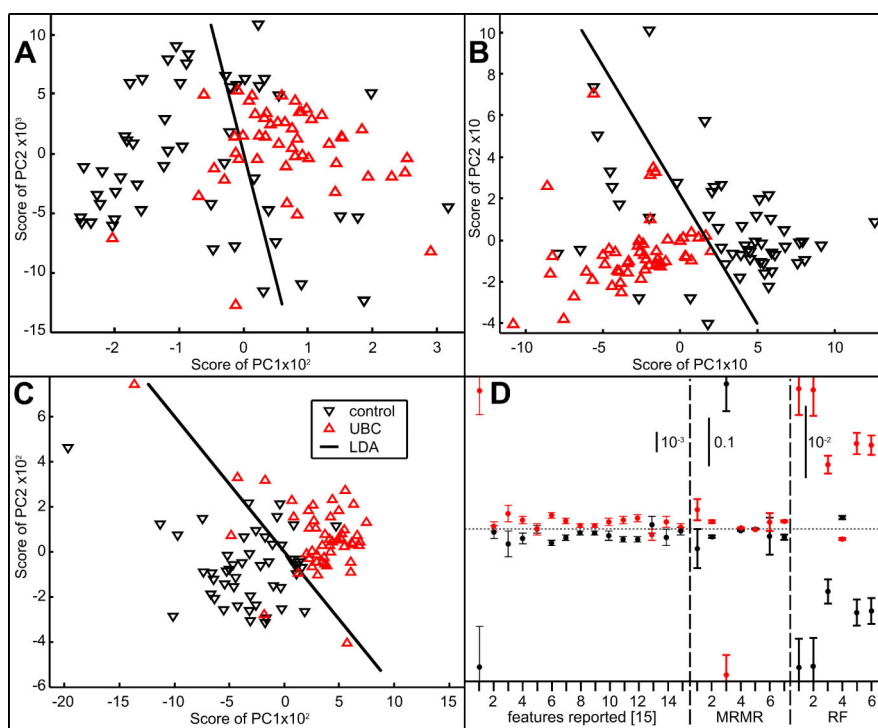 A
Score of PC2 x10³
10
5
0
-5
-10
-15
-2
-1
0
1
2
3
Score of PC1x10²
B
Score of PC2 x10
10
8
6
4
2
0
-2
-4
-10
-5
0
5
10
Score of PC1x10
C
Score of PC2 x10²
6
4
2
0
-2
-4
-6
-20
-15
-10
-5
0
5
10
15
Score of PC1x10²
control
UBC
LDA
D
10⁻³
0.1
10⁻²
2 4 6 8 10 12 14
2 4 6
2 4 6
features reported [15]
MRMR
RF